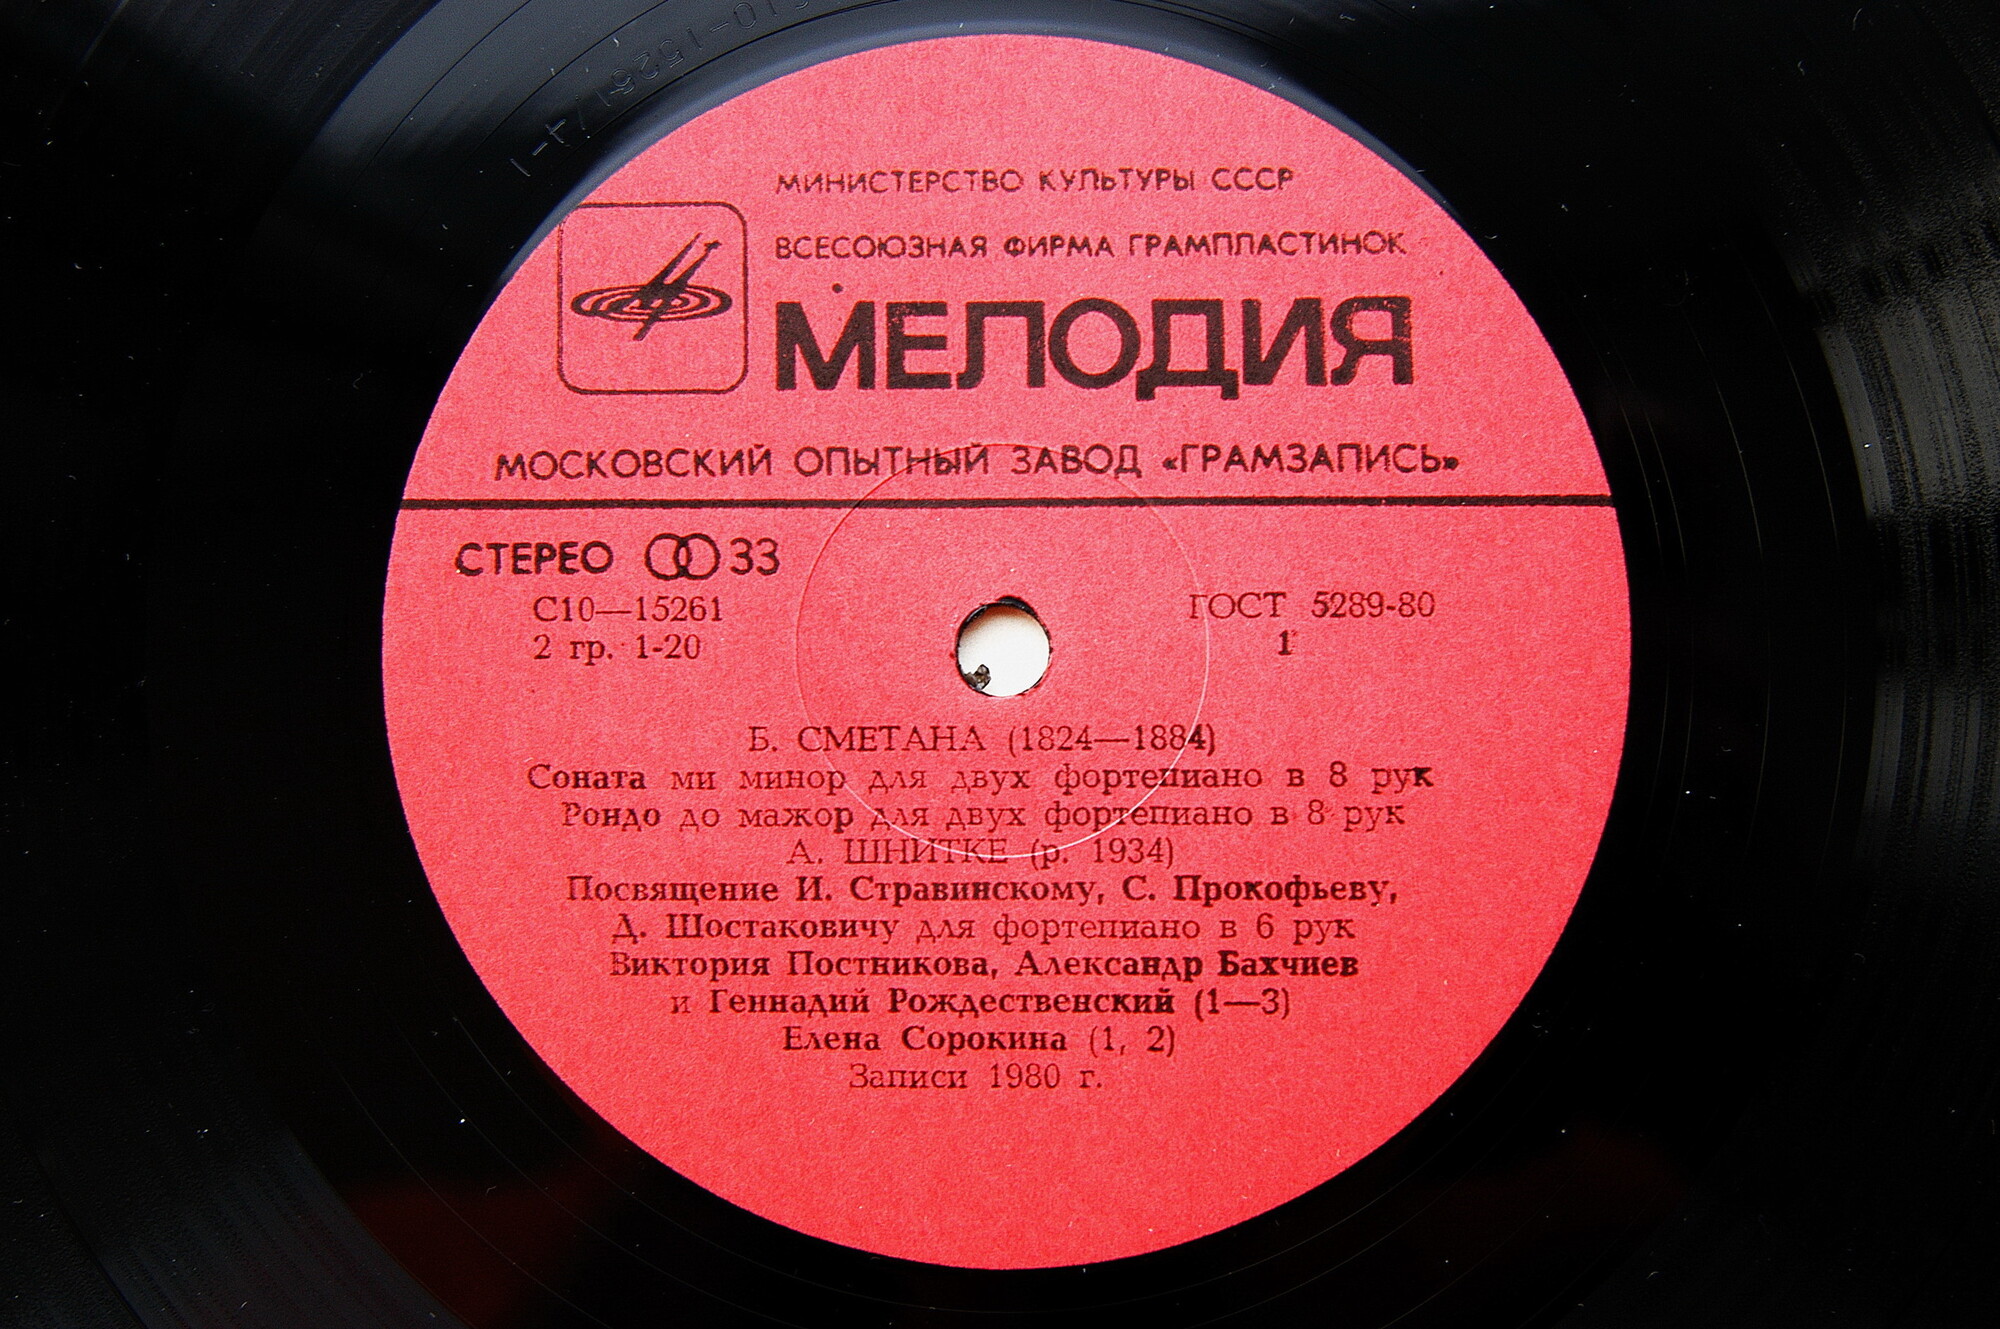 МИНИСТЕРСТВО КУЛЬТУРЫ СССР
ВСЕСОЮЗНАЯ ФИРМА ГРАМПЛАСТИНОК
МЕЛОДИЯ
МОСКОВСКИЙ ОПЫТНЫЙ ЗАВОД «ГРАМЗАПИСЬ»
СТЕРЕО 33
С10—15261
2 гр. 1-20
ГОСТ 5289-80
1
Б. СМЕТАНА (1824—1884)
Соната ми минор для двух фортепиано в 8 рук
Рондо до мажор для двух фортепиано в 8 рук
А. ШНИТКЕ (р. 1934)
Посвящение И. Стравинскому, С. Прокофьеву,
Д. Шостаковичу для фортепиано в 6 рук
Виктория Постникова, Александр Бахчиев
и Геннадий Рождественский (1—3)
Елена Сорокина (1, 2)
Записи 1980 г.